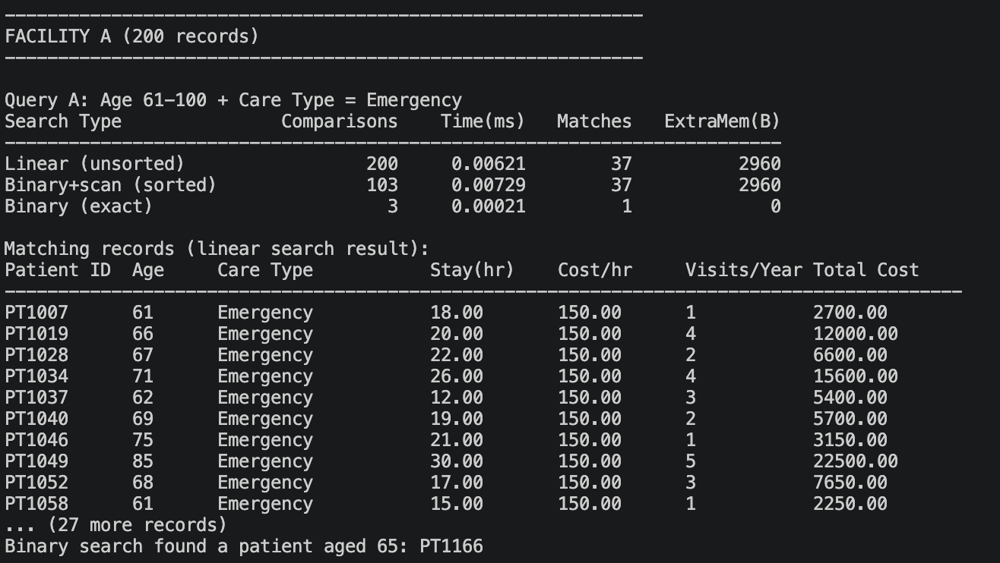 ------------------------------------------------------------
FACILITY A (200 records)
------------------------------------------------------------
Query A: Age 61-100 + Care Type = Emergency
Search Type Comparisons Time(ms) Matches ExtraMem(B)
-------------------------------------------------------------------------
Linear (unsorted) 200 0.00621 37 2960
Binary+scan (sorted) 103 0.00729 37 2960
Binary (exact) 3 0.00021 1 0
Matching records (linear search result):
Patient ID Age Care Type Stay(hr) Cost/hr Visits/Year Total Cost
------------------------------------------------------------------------------------------
PT1007 61 Emergency 18.00 150.00 1 2700.00
PT1019 66 Emergency 20.00 150.00 4 12000.00
PT1028 67 Emergency 22.00 150.00 2 6600.00
PT1034 71 Emergency 26.00 150.00 4 15600.00
PT1037 62 Emergency 12.00 150.00 3 5400.00
PT1040 69 Emergency 19.00 150.00 2 5700.00
PT1046 75 Emergency 21.00 150.00 1 3150.00
PT1049 85 Emergency 30.00 150.00 5 22500.00
PT1052 68 Emergency 17.00 150.00 3 7650.00
PT1058 61 Emergency 15.00 150.00 1 2250.00
... (27 more records)
Binary search found a patient aged 65: PT1166